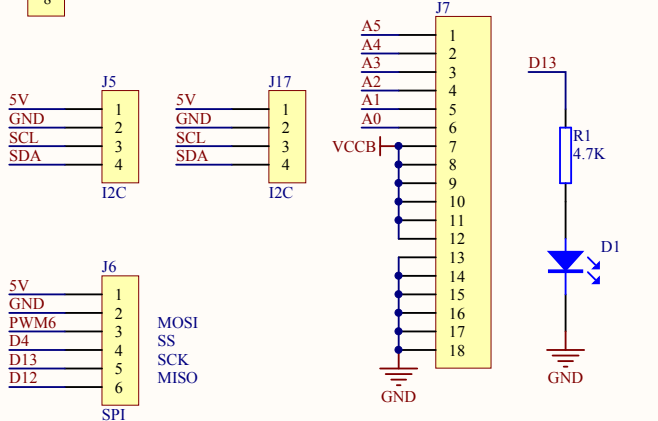 8
J7
A5 1
A4 2
A3 3
A2 4
A1 5
A0 6
VCCB 7
8
9
10
11
12
13
14
15
16
17
18
GND
J5
5V 1
GND 2
SCL 3
SDA 4
I2C
J17
5V 1
GND 2
SCL 3
SDA 4
I2C
J6
5V 1
GND 2
PWM6 3 MOSI
D4 4 SS
D13 5 SCK
D12 6 MISO
SPI
D13
R1
4.7K
D1
GND